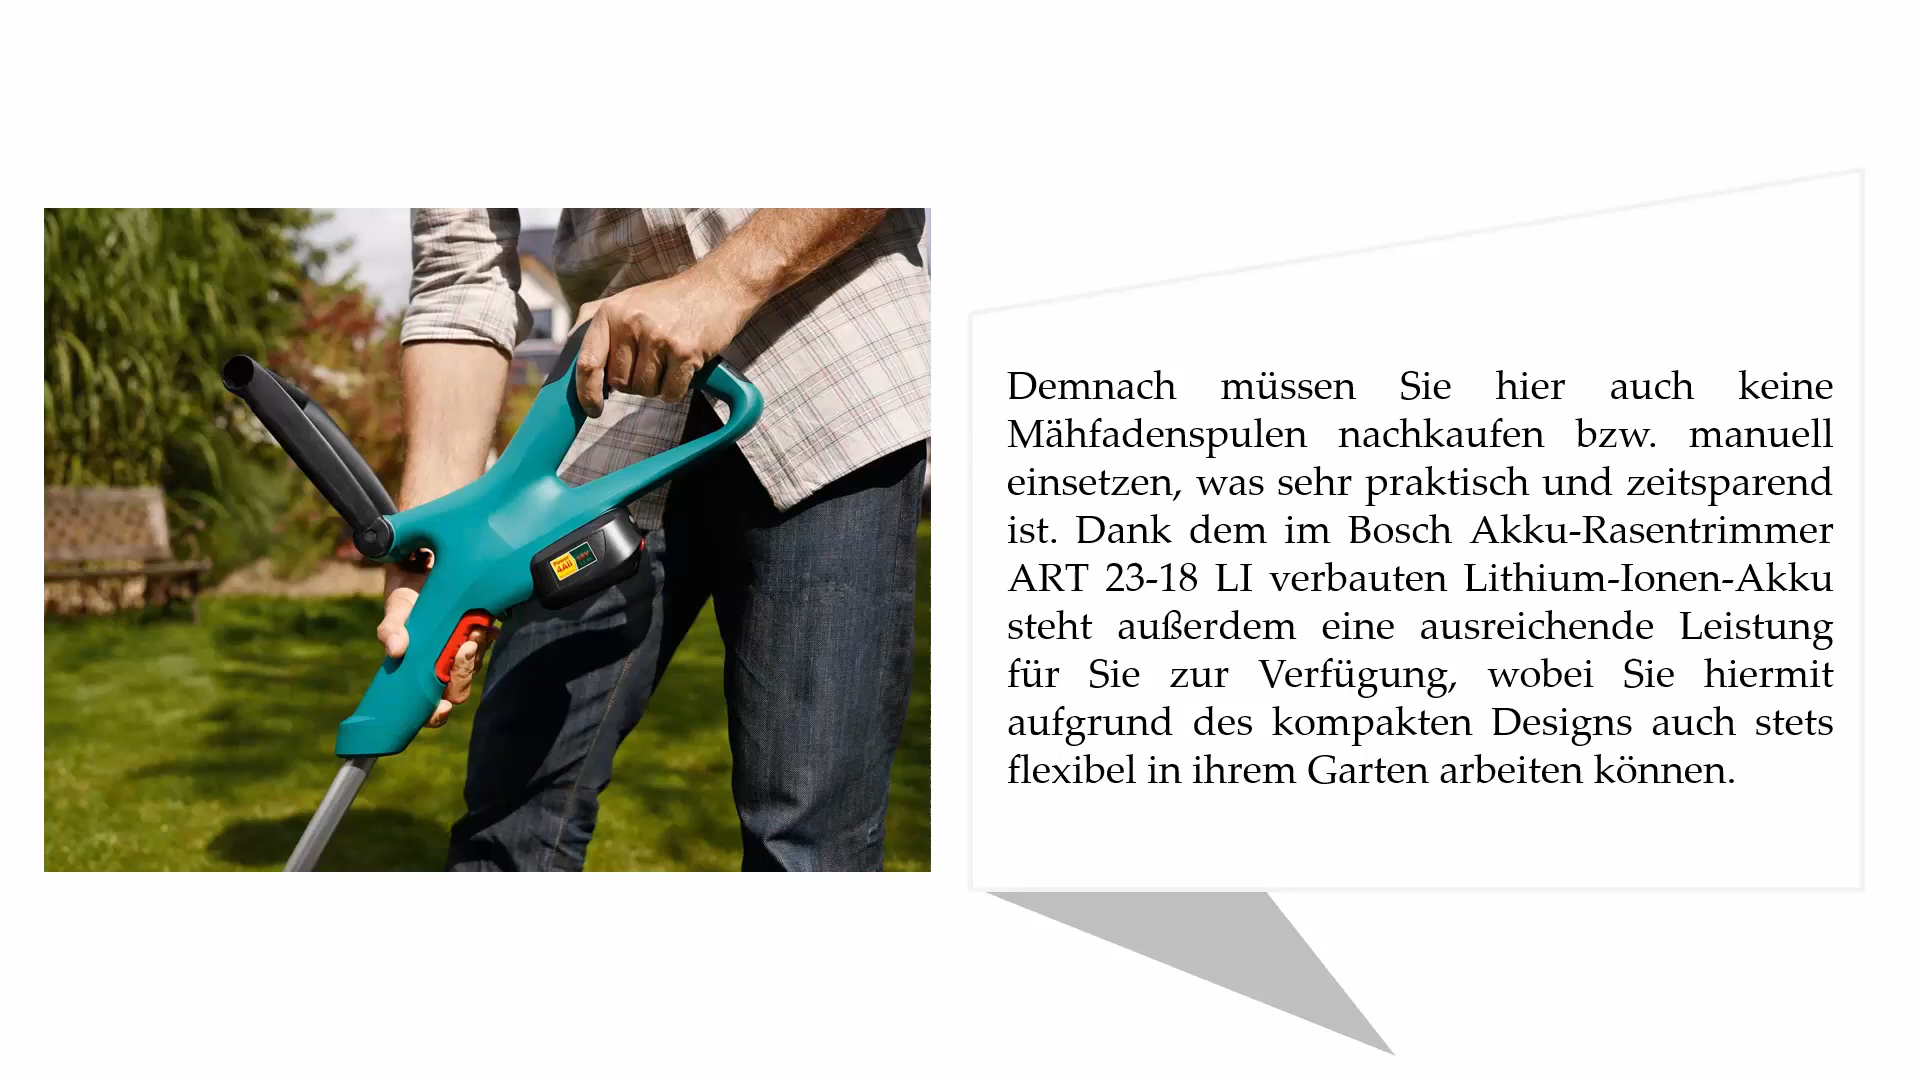 Demnach müssen Sie hier auch keine
Mähfadenspulen nachkaufen bzw. manuell
einsetzen, was sehr praktisch und zeitsparend
ist. Dank dem im Bosch Akku-Rasentrimmer
ART 23-18 LI verbauten Lithium-Ionen-Akku
steht außerdem eine ausreichende Leistung
für Sie zur Verfügung, wobei Sie hiermit
aufgrund des kompakten Designs auch stets
flexibel in ihrem Garten arbeiten können.
Power
4All
18V